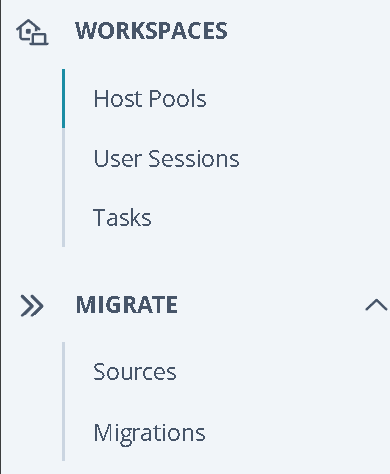 WORKSPACES
Host Pools
User Sessions
Tasks
MIGRATE
Sources
Migrations